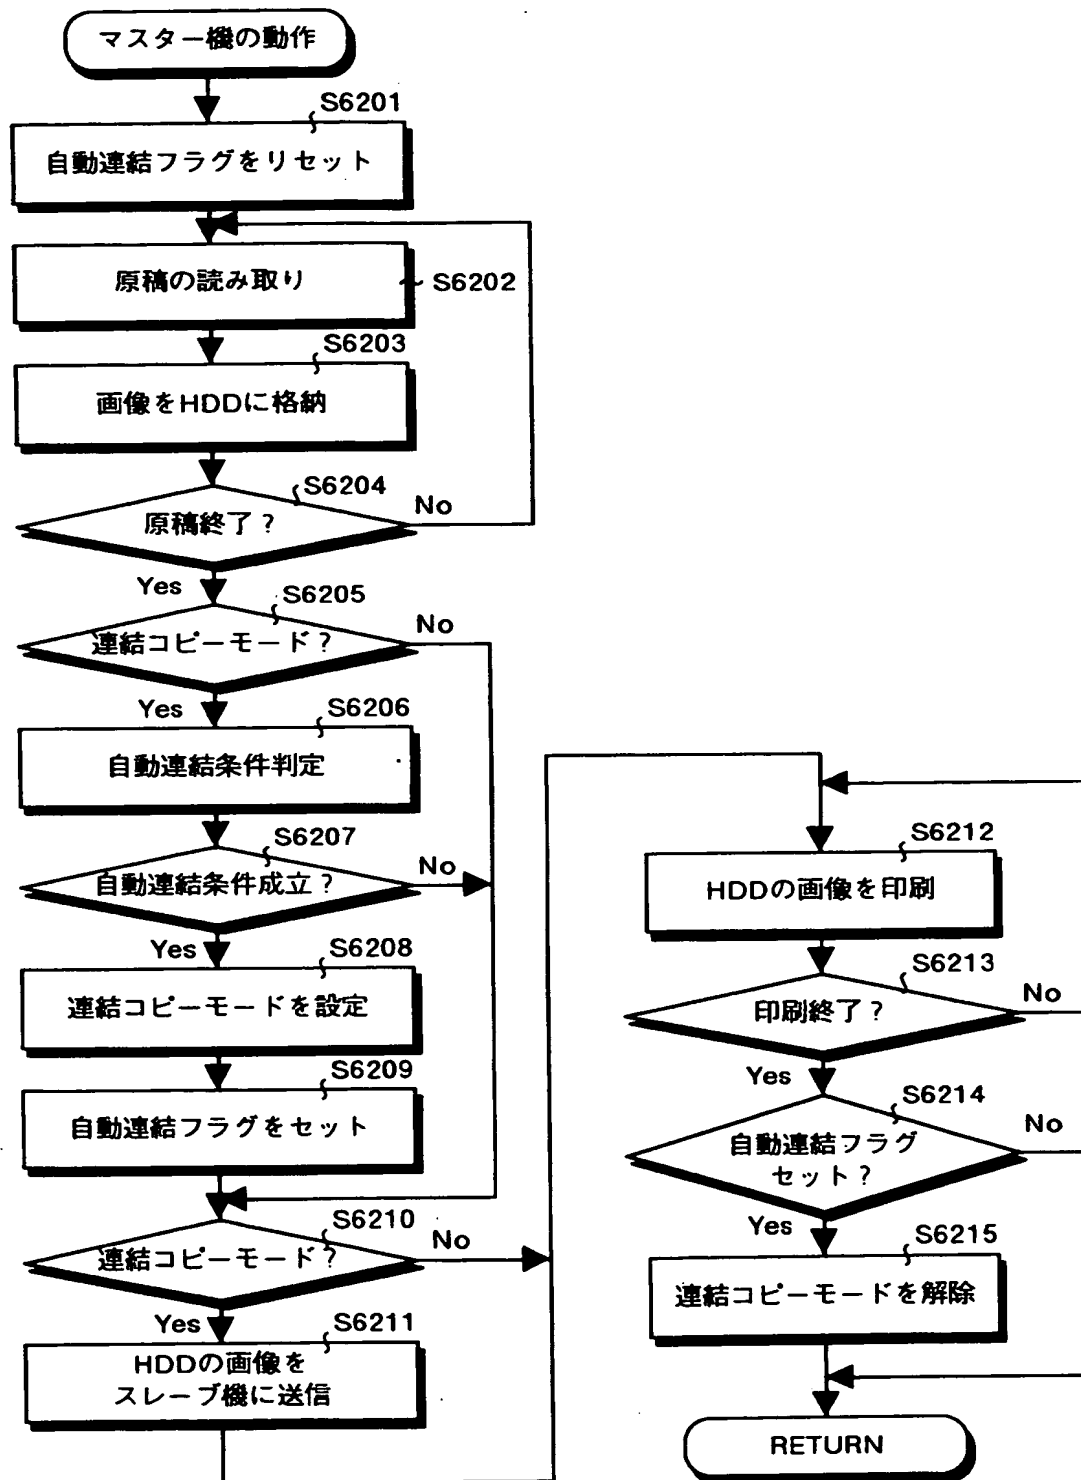 マスター機の動作
S6201
自動連結フラグをリセット
原稿の読み取り
S6202
S6203
画像をHDDに格納
S6204
原稿終了？
No
Yes
S6205
連結コピーモード？
No
Yes
S6206
自動連結条件判定
S6207
自動連結条件成立？
No
Yes
S6208
連結コピーモードを設定
S6209
自動連結フラグをセット
S6210
連結コピーモード？
No
Yes
S6211
HDDの画像を
スレーブ機に送信
S6212
HDDの画像を印刷
S6213
印刷終了？
No
Yes
S6214
自動連結フラグ
セット？
No
Yes
S6215
連結コピーモードを解除
RETURN